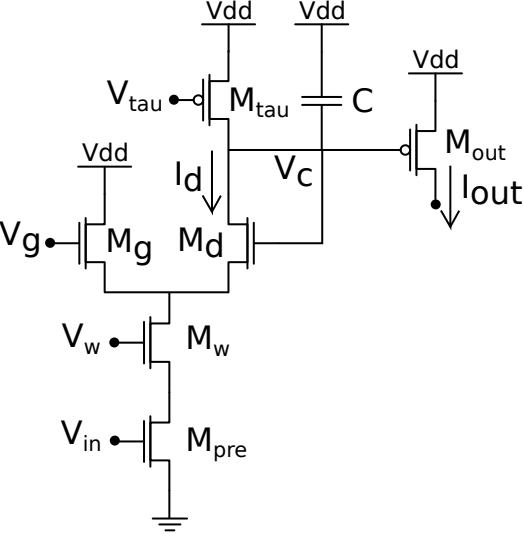 Vdd Vdd
Vdd
Vtau Mtau C
Mout
Vdd Id Vc Iout
Vg Mg Md
Vw Mw
Vin Mpre